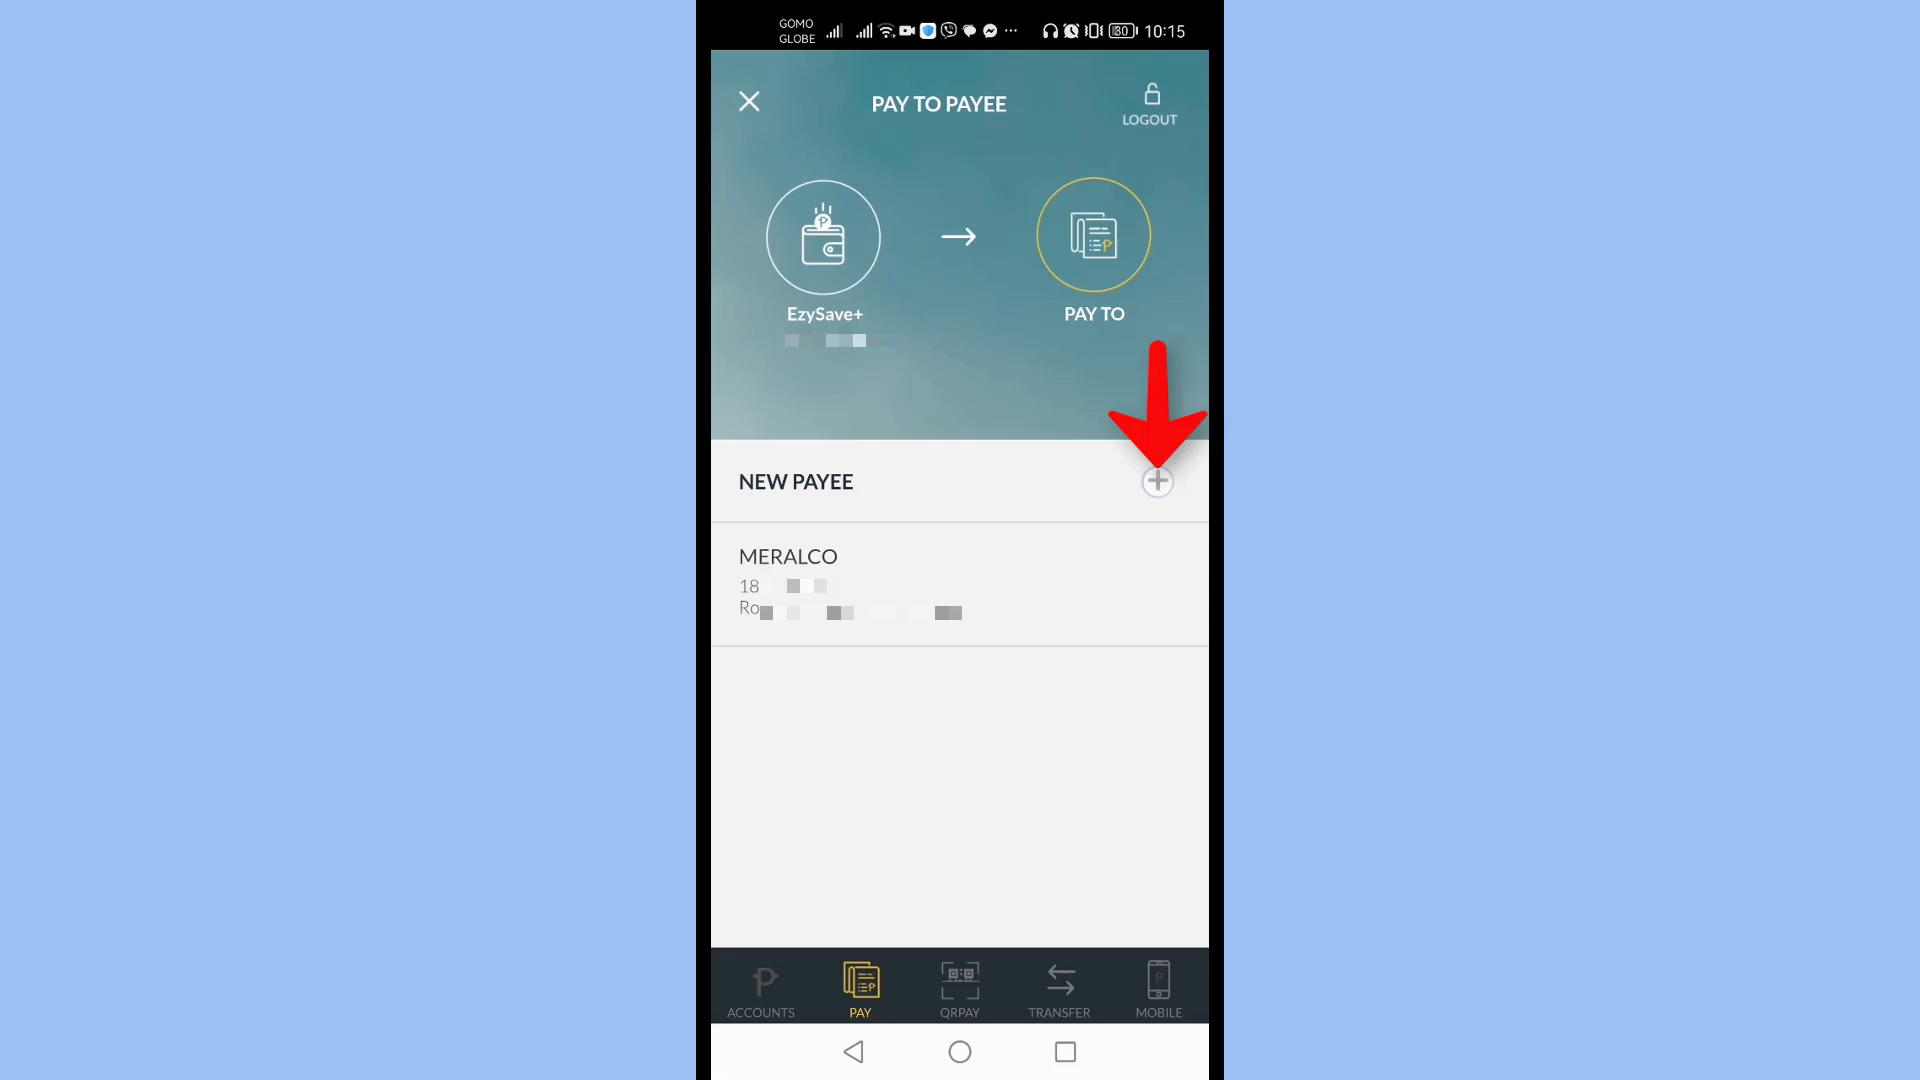 GOMO
GLOBE
80
10:15
PAY TO PAYEE
LOGOUT
EzySave+
PAY TO
NEW PAYEE
MERALCO
18
Ro
ACCOUNTS
PAY
QRPAY
TRANSFER
MOBILE